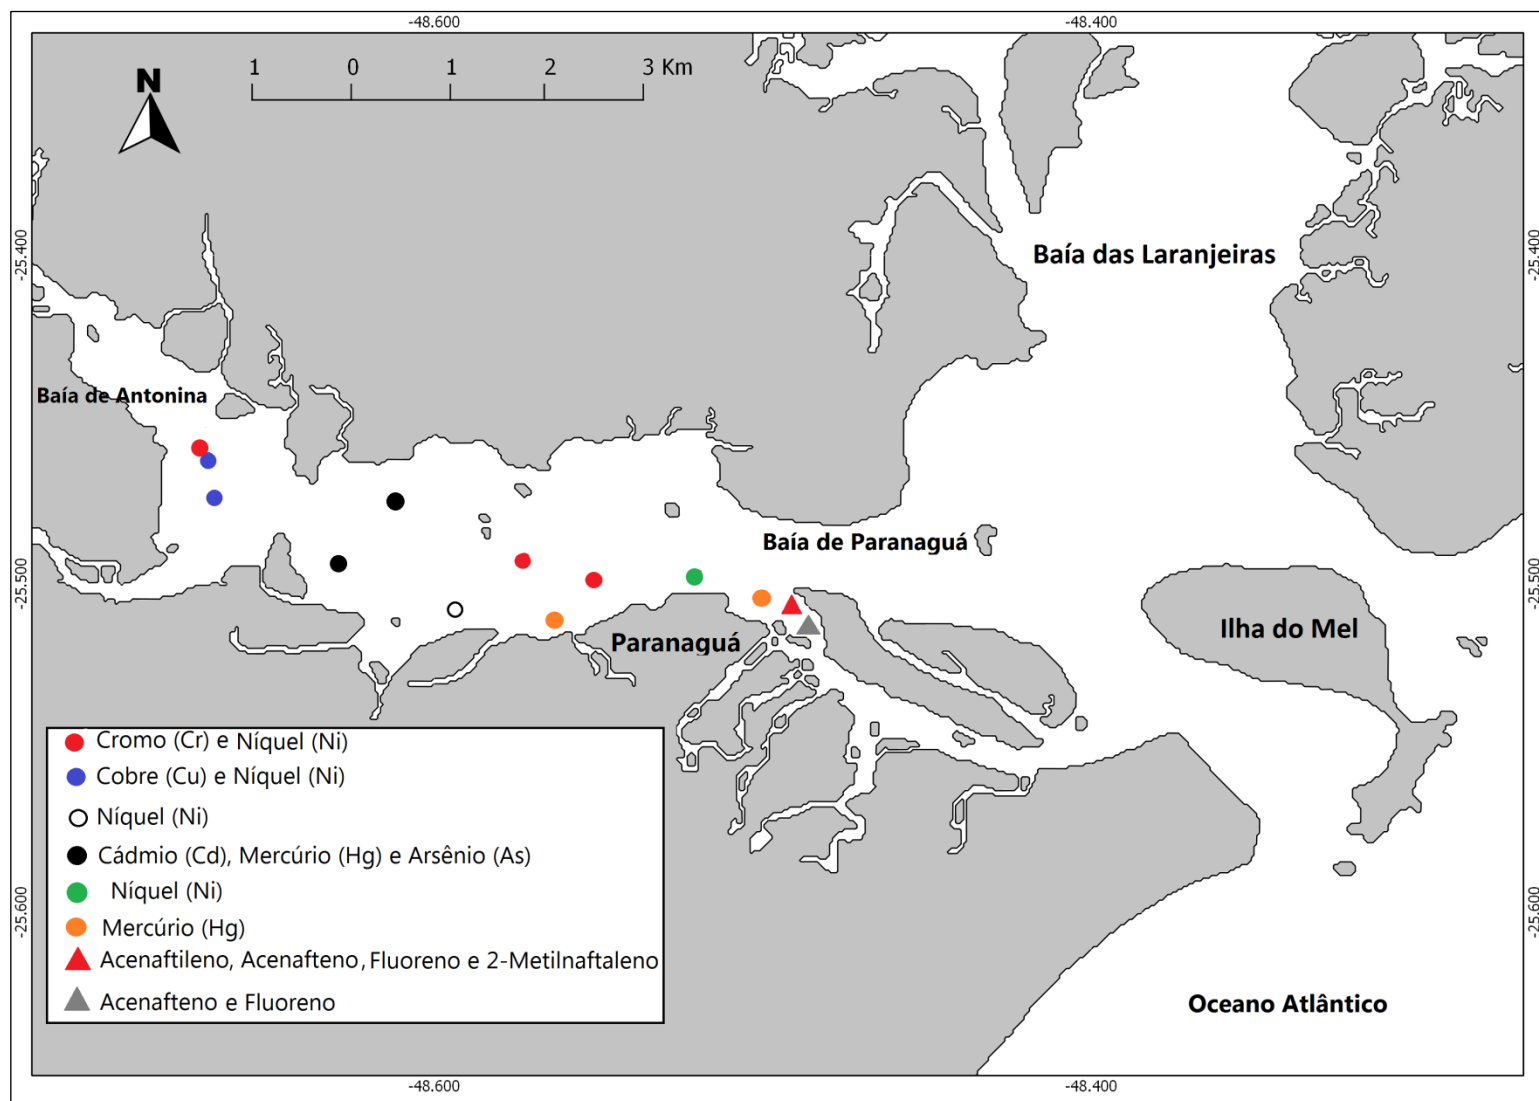 -48.600
-48.400
1 0 1 2 3 Km
N
-25.400
-25.400
Baía das Laranjeiras
Baía de Antonina
Baía de Paranaguá
-25.500
-25.500
Paranaguá
Ilha do Mel
Cromo (Cr) e Níquel (Ni)
Cobre (Cu) e Níquel (Ni)
Níquel (Ni)
Cádmio (Cd), Mercúrio (Hg) e Arsênio (As)
Níquel (Ni)
Mercúrio (Hg)
Acenaftileno, Acenafteno, Fluoreno e 2-Metilnaftaleno
Acenafteno e Fluoreno
-25.600
-25.600
Oceano Atlântico
-48.600
-48.400